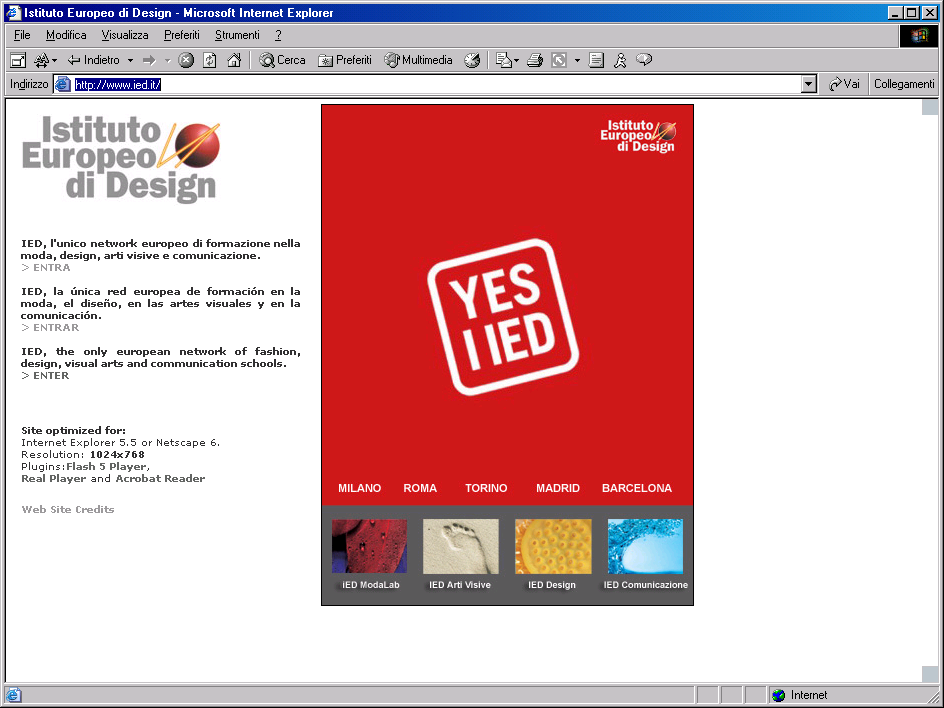 Istituto Europeo di Design - Microsoft Internet Explorer
File Modifica Visualizza Preferiti Strumenti ?
Indietro Cerca Preferiti Multimedia
Indirizzo http://www.ied.it/ Vai Collegamenti
Istituto
Europeo
di Design
IED, l'unico network europeo di formazione nella
moda, design, arti visive e comunicazione.
> ENTRA
IED, la única red europea de formación en la
moda, el diseño, en las artes visuales y en la
comunicación.
> ENTRAR
IED, the only european network of fashion,
design, visual arts and communication schools.
> ENTER
Site optimized for:
Internet Explorer 5.5 or Netscape 6.
Resolution: 1024x768
Plugins:Flash 5 Player,
Real Player and Acrobat Reader
Web Site Credits
Istituto
Europeo
di Design
YES
I IED
MILANO ROMA TORINO MADRID BARCELONA
IED ModaLab IED Arti Visive IED Design IED Comunicazione
Internet